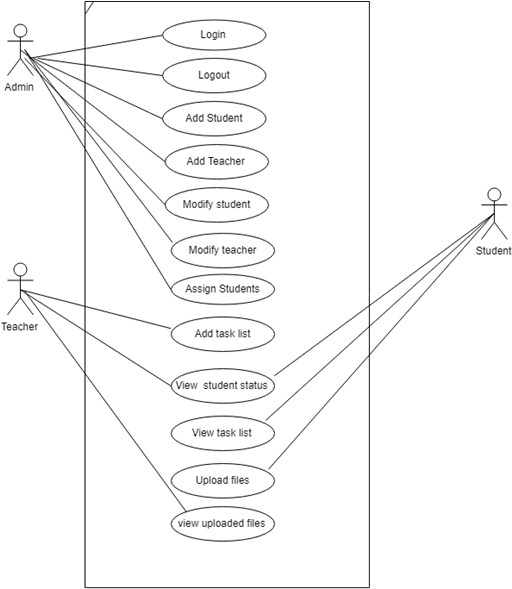 Login
Admin
Logout
Add Student
Add Teacher
Modify student
Modify teacher
Student
Assign Students
Teacher
Add task list
View  student status
View task list
Upload files
view uploaded files